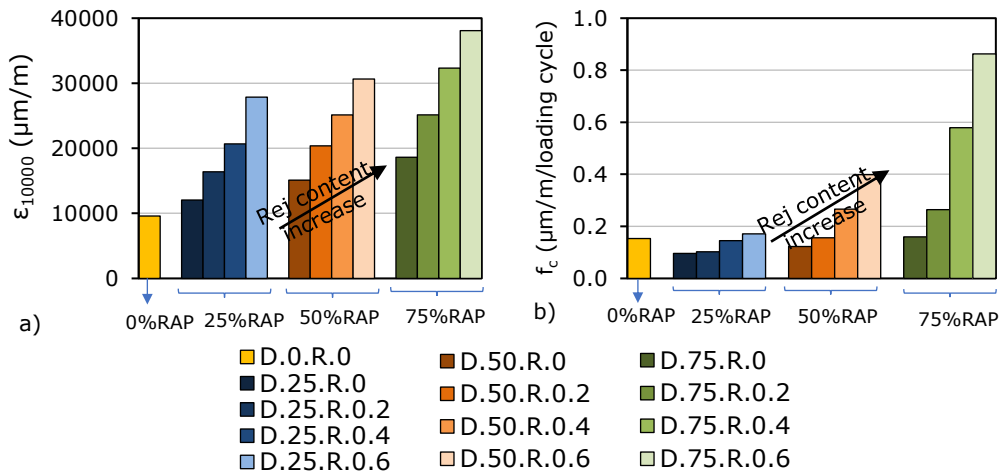 40000
30000
20000
10000
0
ε10000 (µm/m)
Rej content
increase
0%RAP
25%RAP
50%RAP
75%RAP
a)
1.0
0.8
0.6
0.4
0.2
0.0
fc (µm/m/loading cycle)
Rej content
increase
0%RAP
25%RAP
50%RAP
75%RAP
b)
D.0.R.0
D.25.R.0
D.25.R.0.2
D.25.R.0.4
D.25.R.0.6
D.50.R.0
D.50.R.0.2
D.50.R.0.4
D.50.R.0.6
D.75.R.0
D.75.R.0.2
D.75.R.0.4
D.75.R.0.6